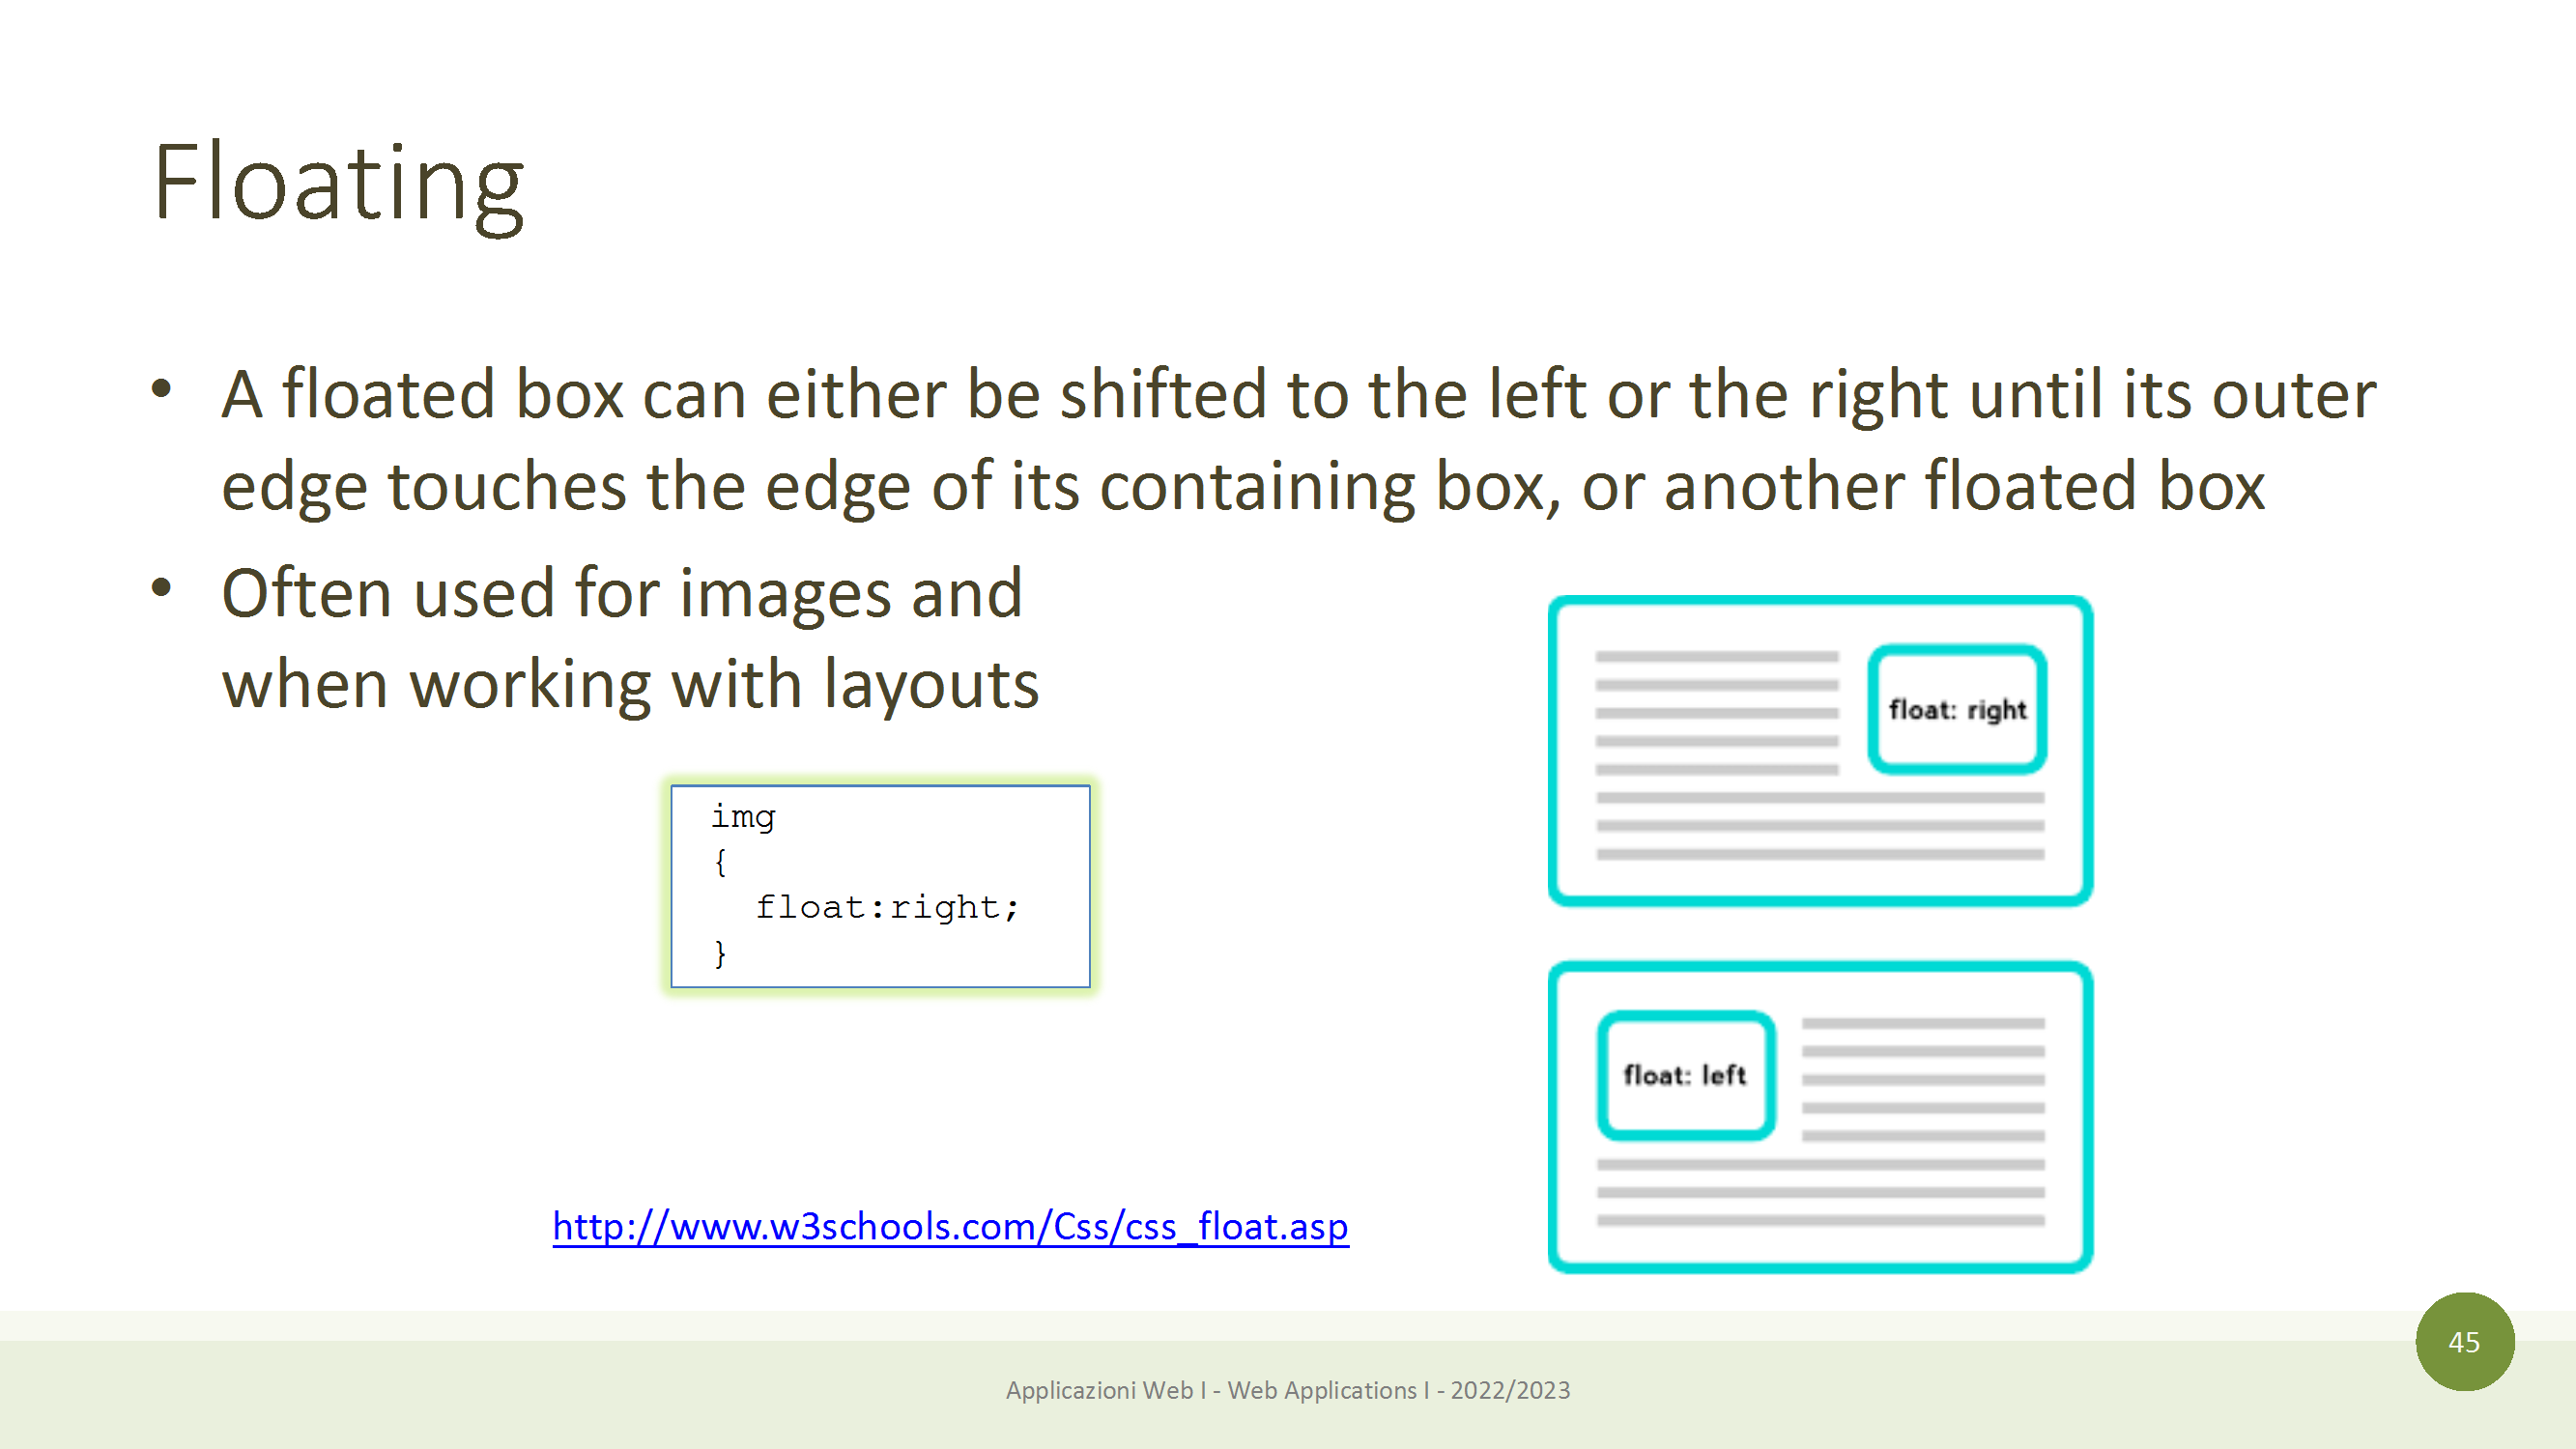 Floating
• A floated box can either be shifted to the left or the right until its outer
edge touches the edge of its containing box, or another floated box
• Often used for images and
when working with layouts
img
{
  float:right;
}
float: right
float: left
http://www.w3schools.com/Css/css_float.asp
45
Applicazioni Web I - Web Applications I - 2022/2023